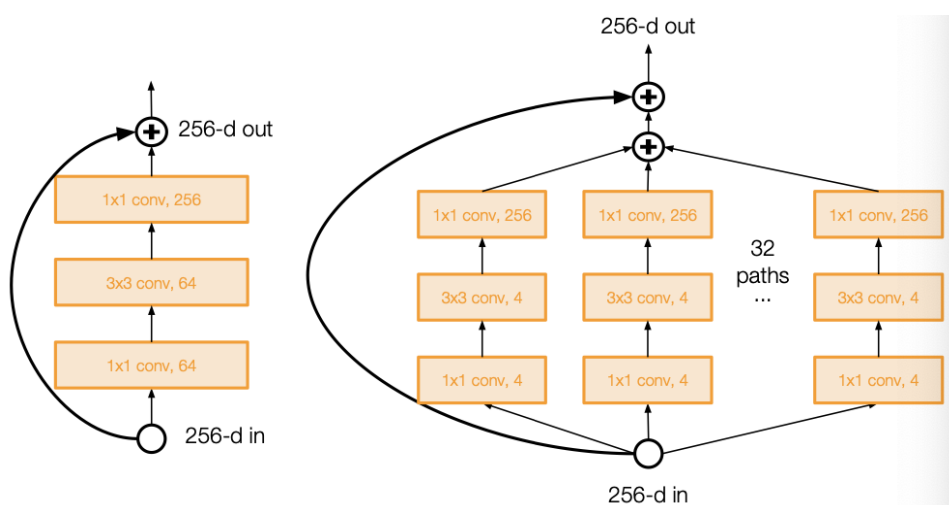 256-d out
1x1 conv, 256
3x3 conv, 64
1x1 conv, 64
256-d in
256-d out
1x1 conv, 256
1x1 conv, 256
1x1 conv, 256
32
paths
...
3x3 conv, 4
3x3 conv, 4
3x3 conv, 4
1x1 conv, 4
1x1 conv, 4
1x1 conv, 4
256-d in